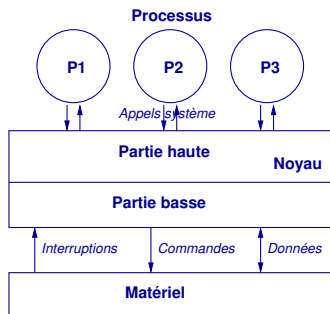 Processus
P1 P2 P3
Appels système
Partie haute
Noyau
Partie basse
Interruptions Commandes Données
Matériel